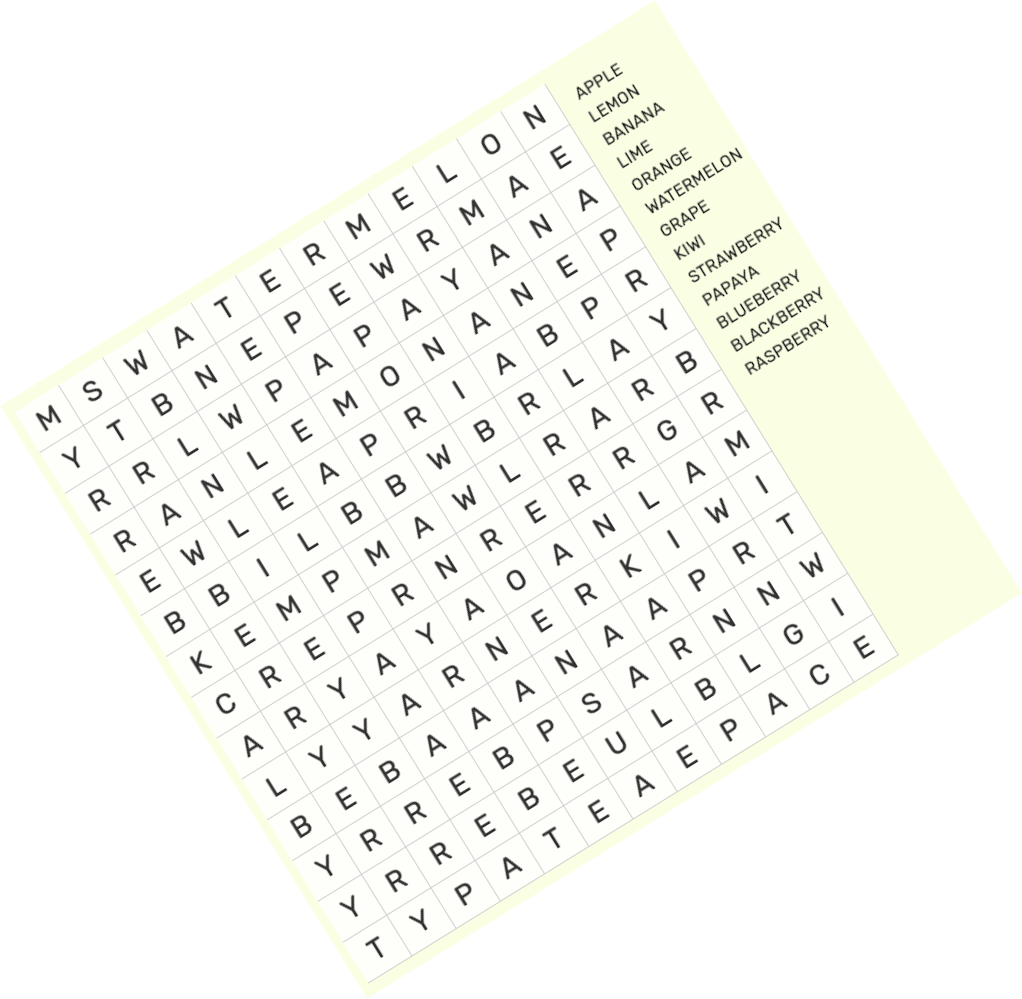 M S W A T E R M E L O N
Y T B N E P E W R M A E
R R L W P A P A Y A N A
R A N L E M O N A N E P
E W L E A P R I A B P R
B B I L B B W B R L A Y
K E M P M A W L R A R B
C R E P R N R E R R G R
A R Y A Y A O A N L A M
L Y Y A R N E R K I W I
B E B A A A N A A P R T
Y R R E B P S A R N N W
Y R R E B E U L B L G I
T Y P A T E A E P A C E
APPLE
LEMON
BANANA
LIME
ORANGE
WATERMELON
GRAPE
KIWI
STRAWBERRY
PAPAYA
BLUEBERRY
BLACKBERRY
RASPBERRY